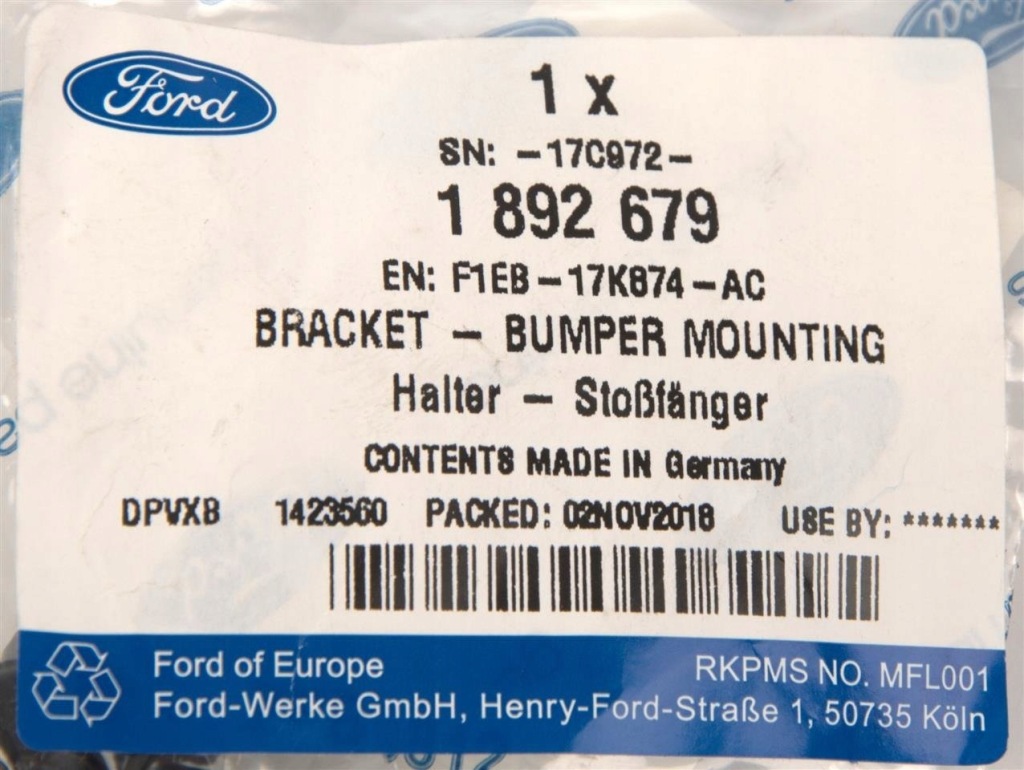 Ford
1 x
SN: -17C972-
1 892 679
EN: F1EB-17K874-AC
BRACKET - BUMPER MOUNTING
Halter - Stoßfänger
CONTENTS MADE IN Germany
DPVXB 1423560 PACKED: 02NOV2018 USE BY: *******
Ford of Europe RKPMS NO. MFL001
Ford-Werke GmbH, Henry-Ford-Straße 1, 50735 Köln